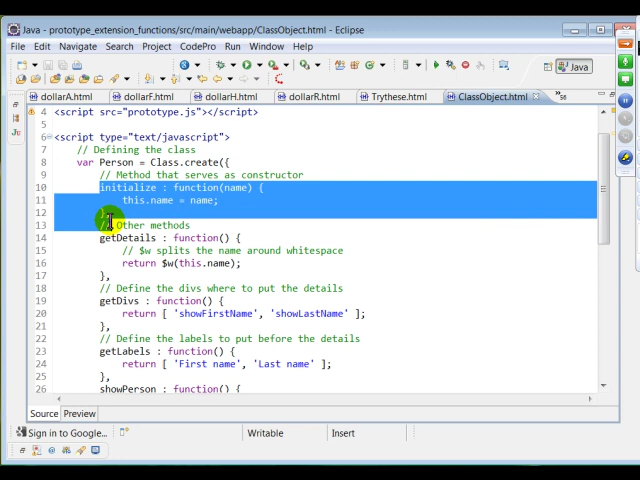 Java - prototype_extension_functions/src/main/webapp/ClassObject.html - Eclipse
File Edit Navigate Search Project CodePro Run Window Help
Java
dollarA.html dollarF.html dollarH.html dollarR.html Trythese.html ClassObject.html »56
4 <script src="prototype.js"></script>
5
6 <script type="text/javascript">
7 // Defining the class
8 var Person = Class.create({
9 // Method that serves as constructor
10 initialize : function(name) {
11 this.name = name;
12 },
13 // Other methods
14 getDetails : function() {
15 // $w splits the name around whitespace
16 return $w(this.name);
17 },
18 // Define the divs where to put the details
19 getDivs : function() {
20 return [ 'showFirstName', 'showLastName' ];
21 },
22 // Define the labels to put before the details
23 getLabels : function() {
24 return [ 'First name', 'Last name' ];
25 },
26 showPerson : function() {
Source Preview
Sign in to Google... Writable Insert